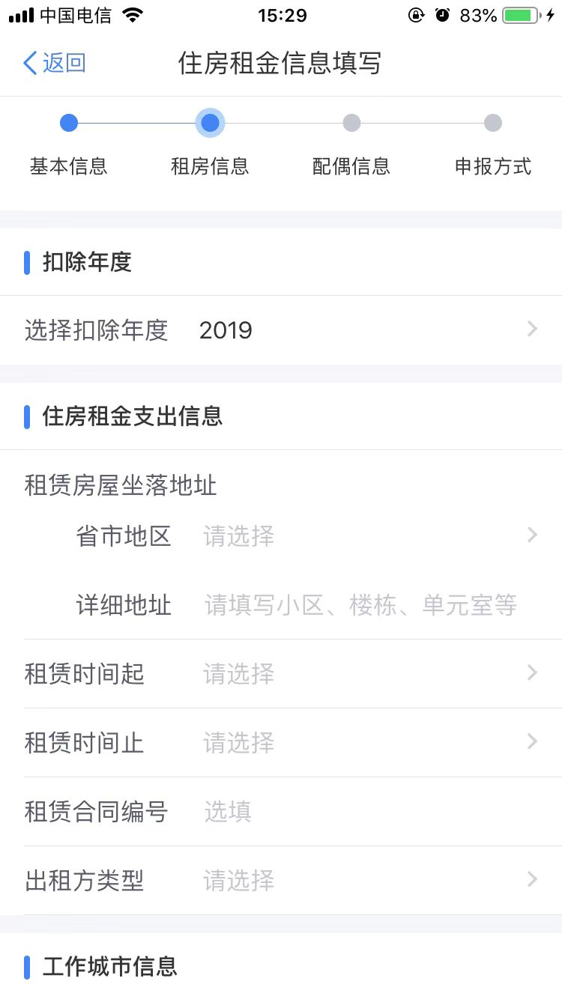 中国电信 15:29 83%
返回 住房租金信息填写
基本信息 租房信息 配偶信息 申报方式
扣除年度
选择扣除年度 2019
住房租金支出信息
租赁房屋坐落地址
省市地区 请选择
详细地址 请填写小区、楼栋、单元室等
租赁时间起 请选择
租赁时间止 请选择
租赁合同编号 选填
出租方类型 请选择
工作城市信息